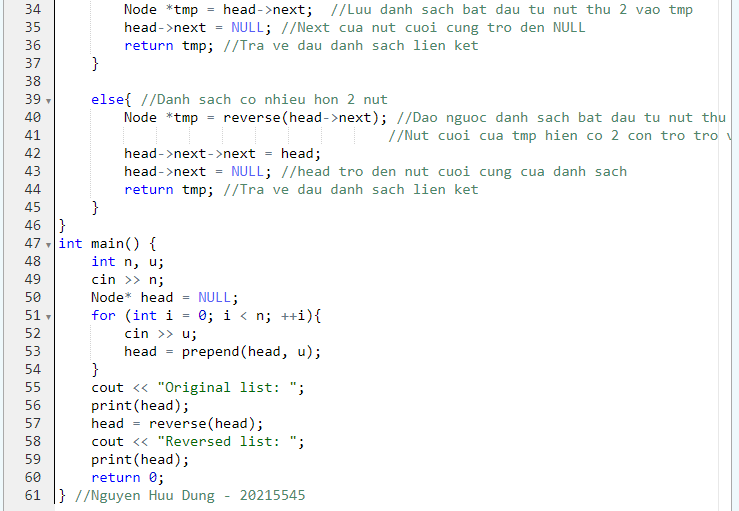 34 Node *tmp = head->next;  //Luu danh sach bat dau tu nut thu 2 vao tmp
35 head->next = NULL; //Next cua nut cuoi cung tro den NULL
36 return tmp; //Tra ve dau danh sach lien ket
37 }
38
39 else{ //Danh sach co nhieu hon 2 nut
40 Node *tmp = reverse(head->next); //Dao nguoc danh sach bat dau tu nut thu
41 //Nut cuoi cua tmp hien co 2 con tro tro v
42 head->next->next = head;
43 head->next = NULL; //head tro den nut cuoi cung cua danh sach
44 return tmp; //Tra ve dau danh sach lien ket
45 }
46 }
47 int main() {
48 int n, u;
49 cin >> n;
50 Node* head = NULL;
51 for (int i = 0; i < n; ++i){
52 cin >> u;
53 head = prepend(head, u);
54 }
55 cout << "Original list: ";
56 print(head);
57 head = reverse(head);
58 cout << "Reversed list: ";
59 print(head);
60 return 0;
61 } //Nguyen Huu Dung - 20215545